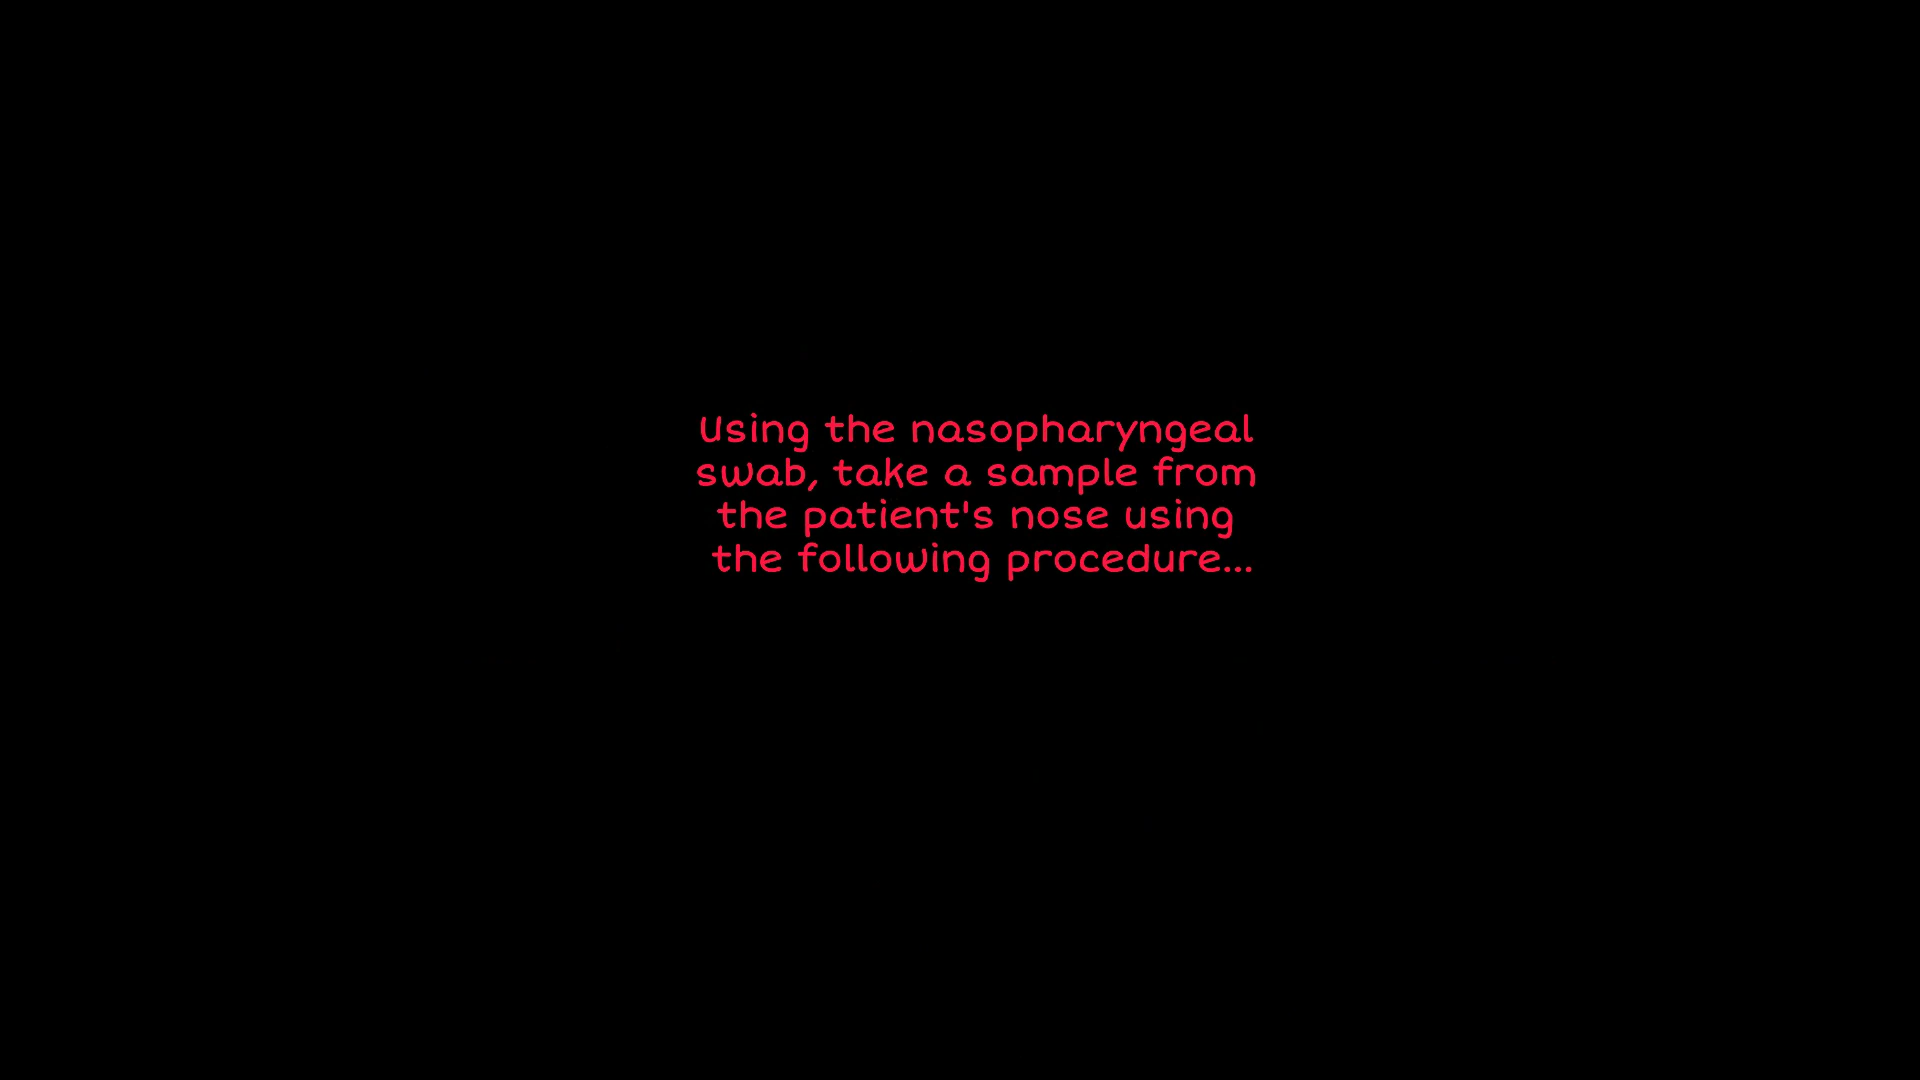 Using the nasopharyngeal
swab, take a sample from
the patient's nose using
the following procedure...